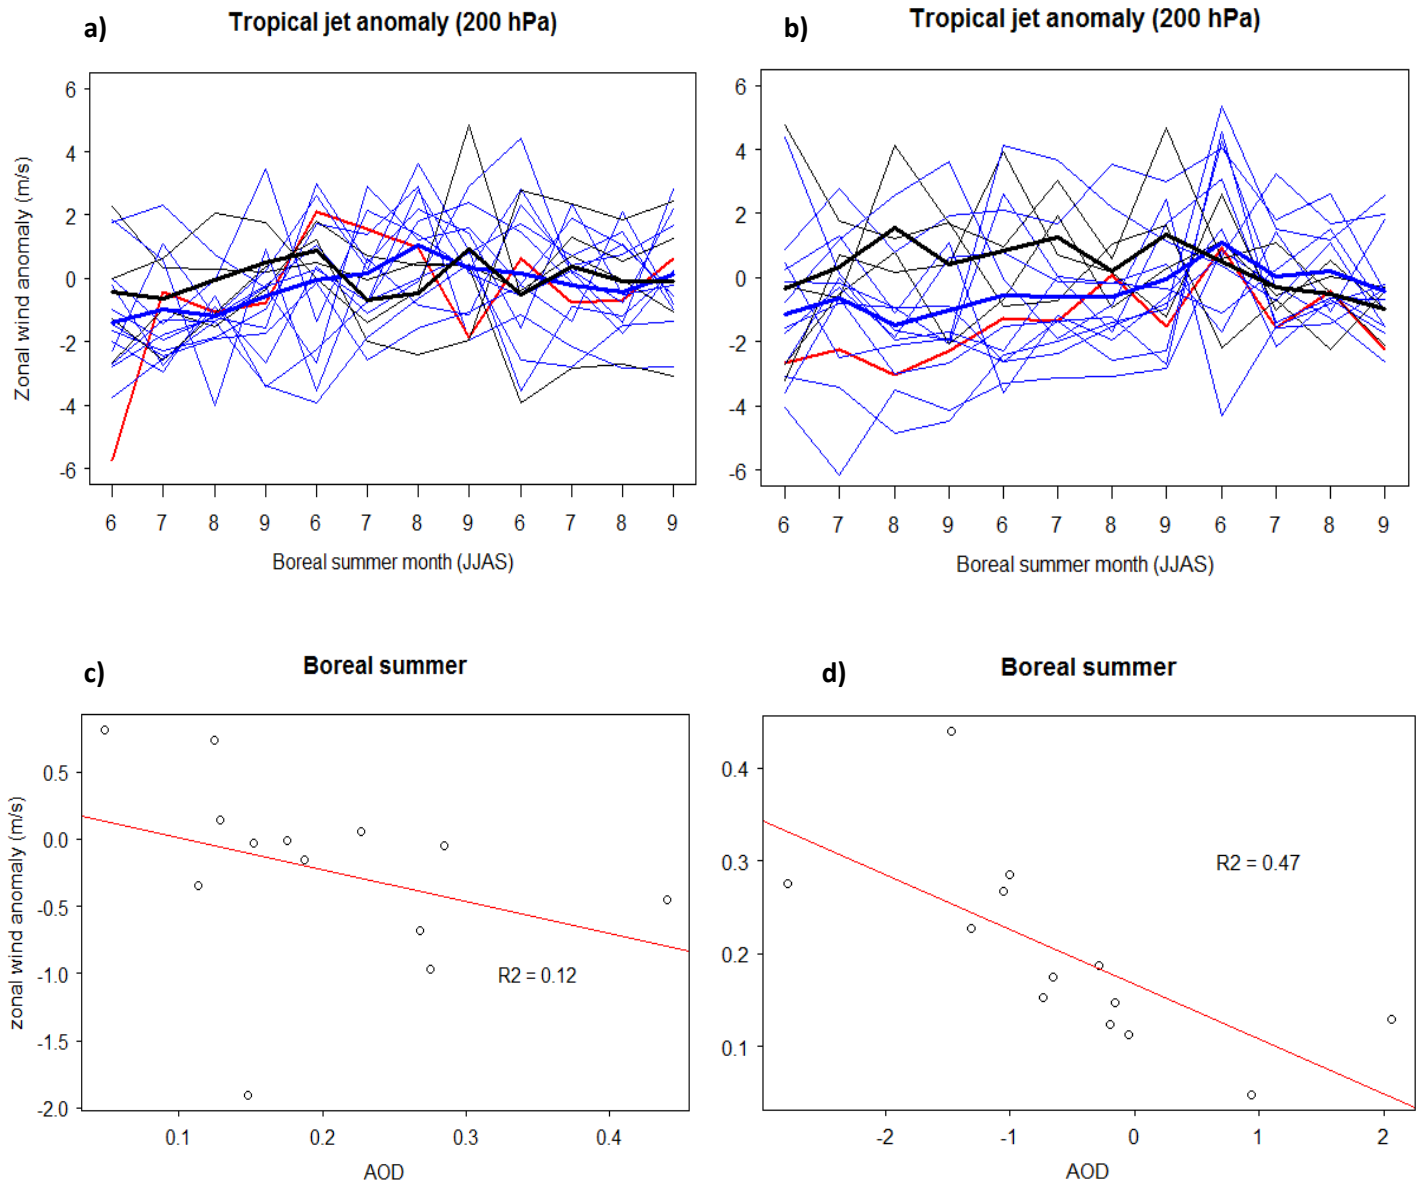 a)
Tropical jet anomaly (200 hPa)
Zonal wind anomaly (m/s)
6
4
2
0
-2
-4
-6
6 7 8 9 6 7 8 9 6 7 8 9
Boreal summer month (JJAS)
b)
Tropical jet anomaly (200 hPa)
6
4
2
0
-2
-4
-6
6 7 8 9 6 7 8 9 6 7 8 9
Boreal summer month (JJAS)
c)
Boreal summer
zonal wind anomaly (m/s)
0.5
0.0
-0.5
-1.0
-1.5
-2.0
R2 = 0.12
0.1 0.2 0.3 0.4
AOD
d)
Boreal summer
0.4
0.3
0.2
0.1
R2 = 0.47
-2 -1 0 1 2
AOD